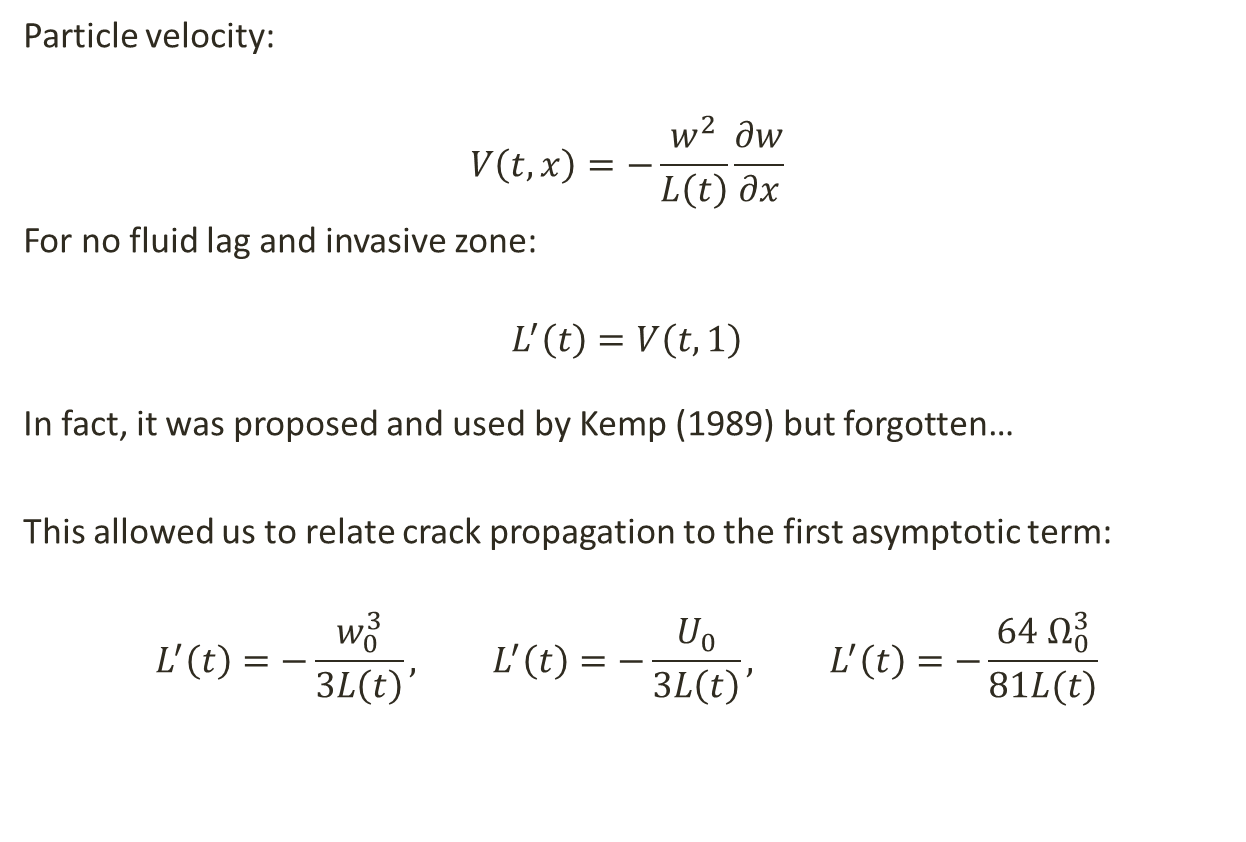 Particle velocity:
V(t, x) = − w² / L(t) ∂w / ∂x
For no fluid lag and invasive zone:
L′(t) = V(t, 1)
In fact, it was proposed and used by Kemp (1989) but forgotten...
This allowed us to relate crack propagation to the first asymptotic term:
L′(t) = − w₀³ / 3L(t), L′(t) = − U₀ / 3L(t), L′(t) = − 64 Ω₀³ / 81L(t)